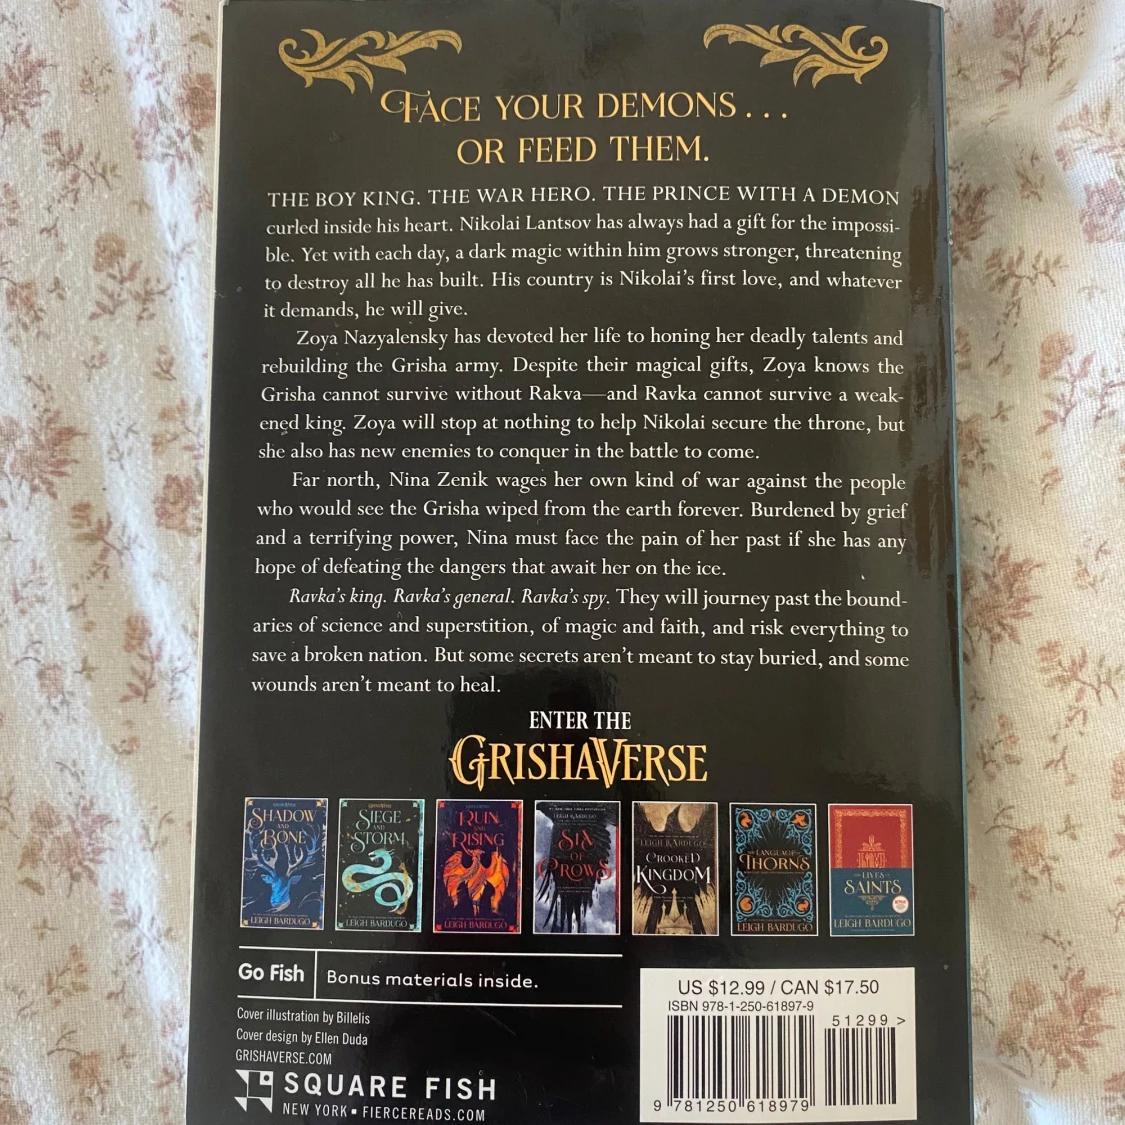 FACE YOUR DEMONS...
OR FEED THEM.
THE BOY KING. THE WAR HERO. THE PRINCE WITH A DEMON
curled inside his heart. Nikolai Lantsov has always had a gift for the impossi-
ble. Yet with each day, a dark magic within him grows stronger, threatening
to destroy all he has built. His country is Nikolai's first love, and whatever
it demands, he will give.
Zoya Nazyalensky has devoted her life to honing her deadly talents and
rebuilding the Grisha army. Despite their magical gifts, Zoya knows the
Grisha cannot survive without Rakva—and Ravka cannot survive a weak-
ened king. Zoya will stop at nothing to help Nikolai secure the throne, but
she also has new enemies to conquer in the battle to come.
Far north, Nina Zenik wages her own kind of war against the people
who would see the Grisha wiped from the earth forever. Burdened by grief
and a terrifying power, Nina must face the pain of her past if she has any
hope of defeating the dangers that await her on the ice.
Ravka's king. Ravka's general. Ravka's spy. They will journey past the bound-
aries of science and superstition, of magic and faith, and risk everything to
save a broken nation. But some secrets aren't meant to stay buried, and some
wounds aren't meant to heal.
ENTER THE
GRISHAVERSE
SHADOW
AND
BONE
LEIGH BARDUGO
SIEGE
AND
STORM
LEIGH BARDUGO
RUIN
AND
RISING
LEIGH BARDUGO
LEIGH BARDUGO
SIX
OF
CROWS
LEIGH BARDUGO
CROOKED
KINGDOM
THE LANGUAGE OF
THORNS
LEIGH BARDUGO
THE LIVES OF
SAINTS
LEIGH BARDUGO
Go Fish
Bonus materials inside.
Cover illustration by Billelis
Cover design by Ellen Duda
GRISHAVERSE.COM
SQUARE FISH
NEW YORK ▪ FIERCEREADS.COM
US $12.99 / CAN $17.50
ISBN 978-1-250-61897-9
51299 >
9 781250 618979